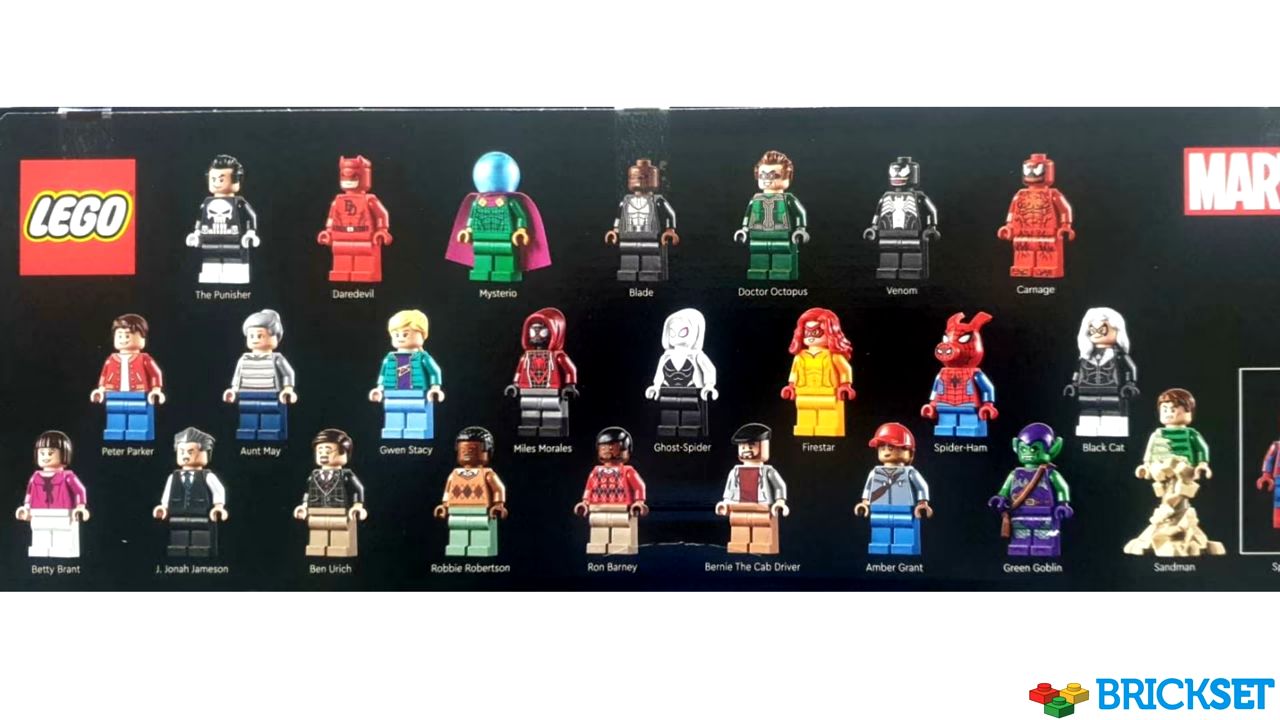 LEGO
MAR
The Punisher
Daredevil
Mysterio
Blade
Doctor Octopus
Venom
Carnage
Peter Parker
Aunt May
Gwen Stacy
Miles Morales
Ghost-Spider
Firestar
Spider-Ham
Black Cat
Betty Brant
J. Jonah Jameson
Ben Urich
Robbie Robertson
Ron Barney
Bernie The Cab Driver
Amber Grant
Green Goblin
Sandman
Sp
BRICKSET